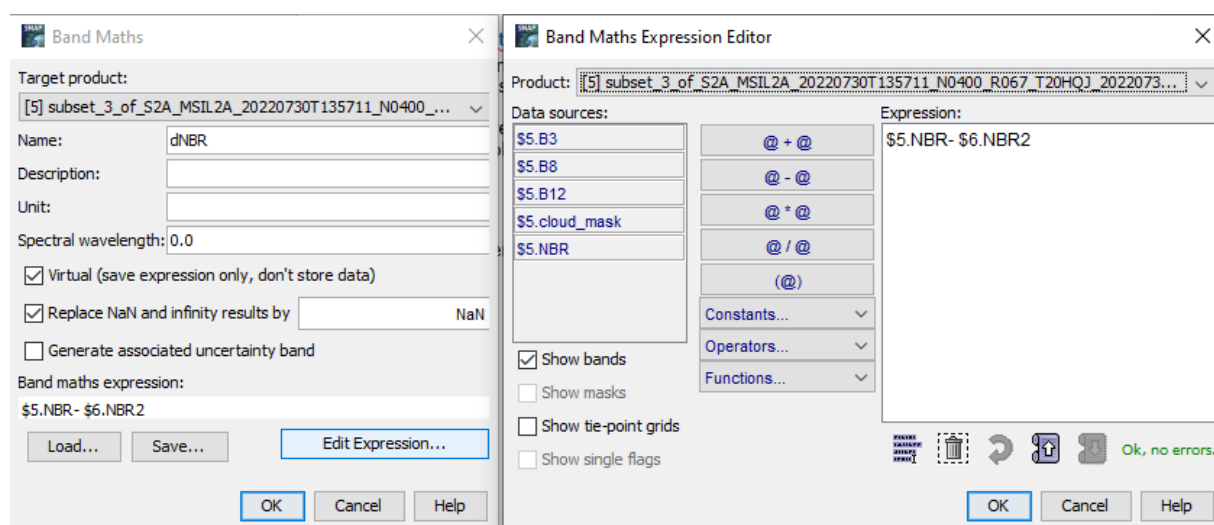 SNAP Band Maths
Target product:
[5] subset_3_of_S2A_MSIL2A_20220730T135711_N0400_...
Name: dNBR
Description:
Unit:
Spectral wavelength: 0.0
Virtual (save expression only, don't store data)
Replace NaN and infinity results by NaN
Generate associated uncertainty band
Band maths expression:
$5.NBR- $6.NBR2
Load... Save... Edit Expression...
OK Cancel Help
SNAP Band Maths Expression Editor
Product: [5] subset_3_of_S2A_MSIL2A_20220730T135711_N0400_R067_T20HQJ_2022073...
Data sources: Expression:
$5.B3 @ + @ $5.NBR- $6.NBR2
$5.B8 @ - @
$5.B12 @ * @
$5.cloud_mask @ / @
$5.NBR (@)
Constants...
Operators...
Functions...
Show bands
Show masks
Show tie-point grids
Show single flags
Ok, no errors.
OK Cancel Help